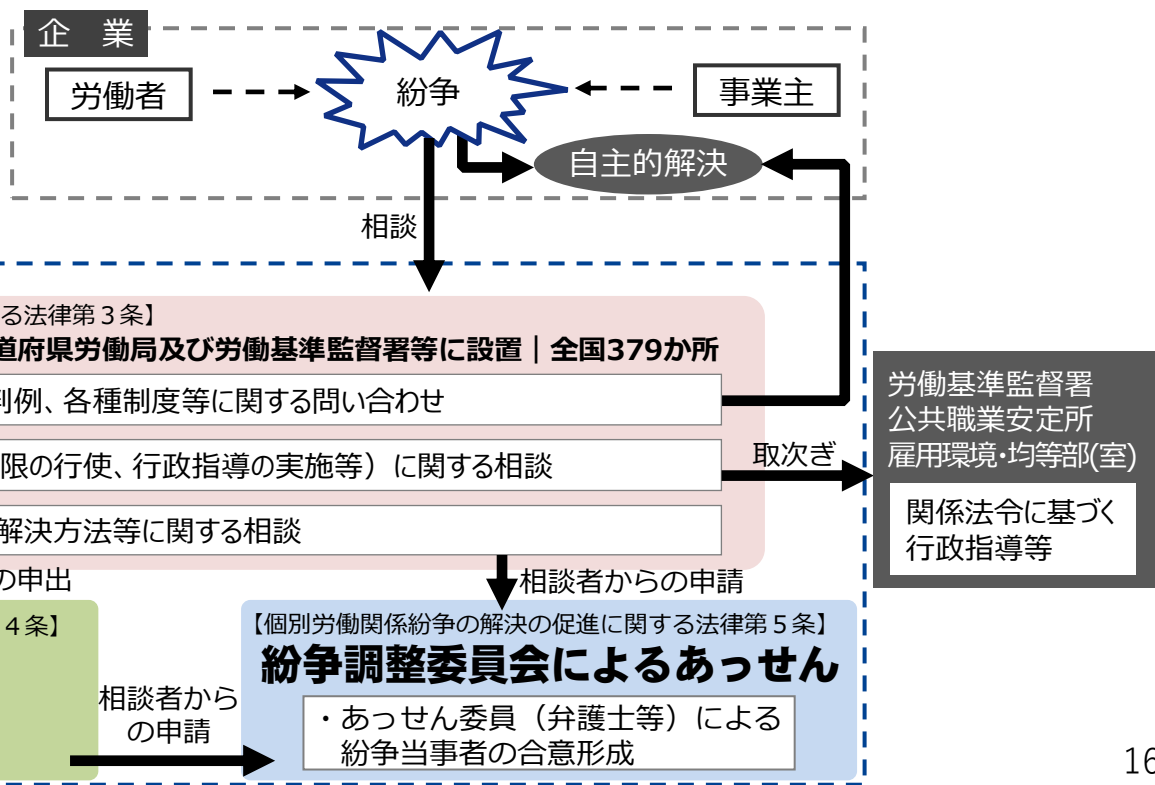 企 業
労働者
紛争
事業主
自主的解決
相談
る法律第３条】
道府県労働局及び労働基準監督署等に設置｜全国379か所
判例、各種制度等に関する問い合わせ
限の行使、行政指導の実施等）に関する相談
取次ぎ
解決方法等に関する相談
労働基準監督署
公共職業安定所
雇用環境・均等部(室)
関係法令に基づく
行政指導等
の申出
相談者からの申請
４条】
【個別労働関係紛争の解決の促進に関する法律第５条】
紛争調整委員会によるあっせん
相談者から
の申請
・あっせん委員（弁護士等）による
紛争当事者の合意形成
16